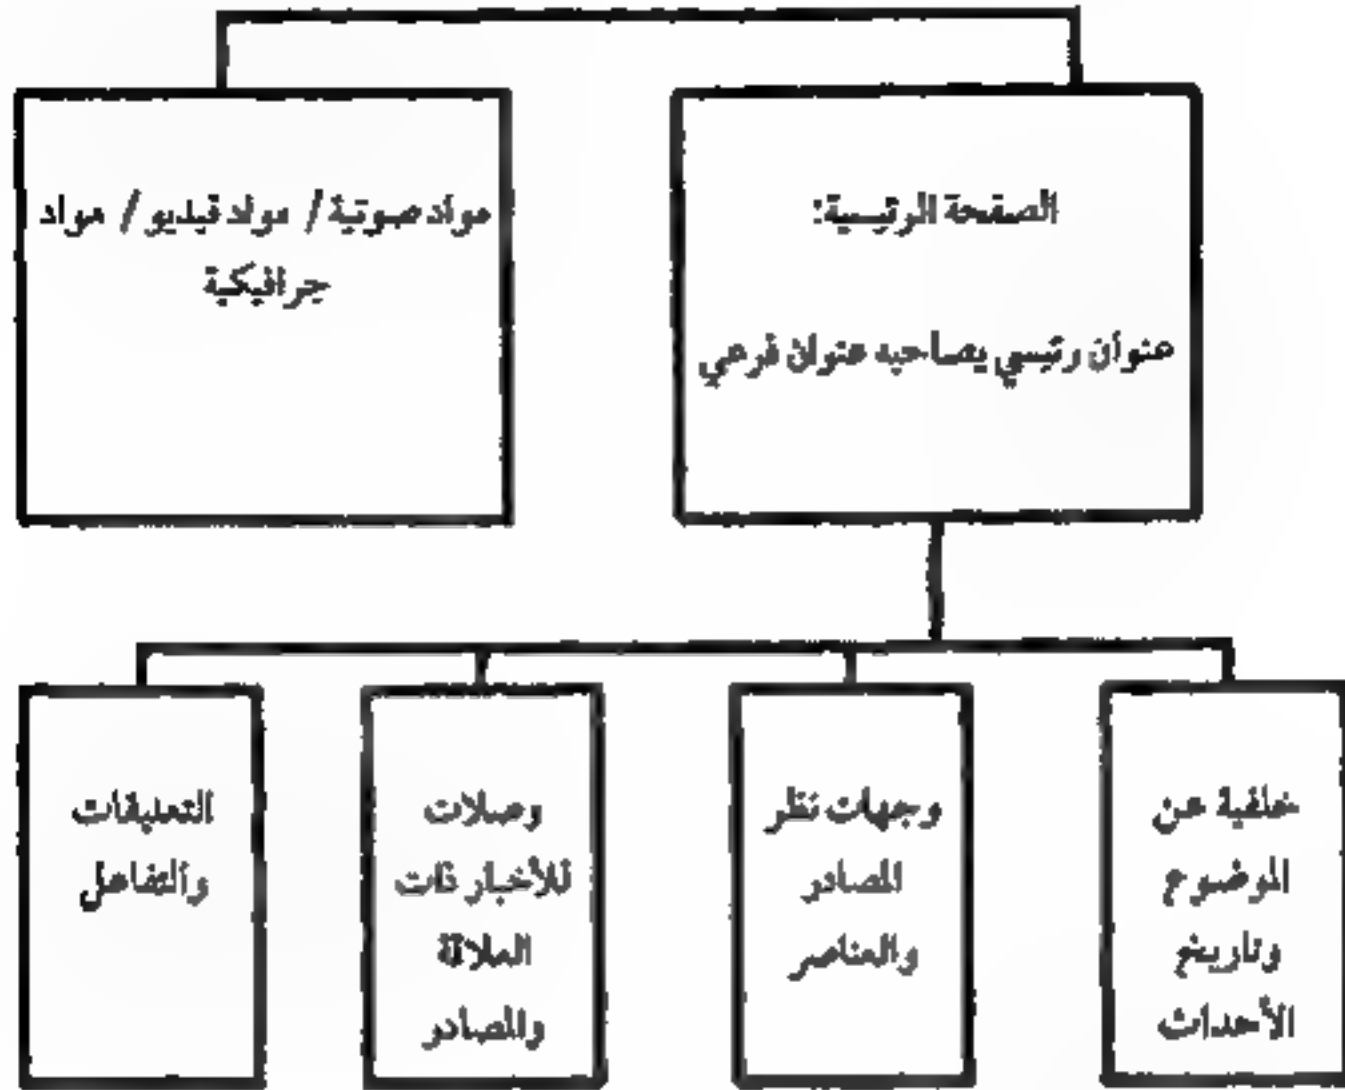 الصفحة الرئيسية:
عنوان رئيسي يصاحبه عنوان فرعي
مواد صوتية / مواد فيديو / مواد
جرافيكية
خلفية عن
الموضوع
وتاريخ
الأحداث
وجهات نظر
المصادر
والعناصر
وصلات
للأخبار ذات
العلاقة
والمصادر
التعليقات
والتفاعل